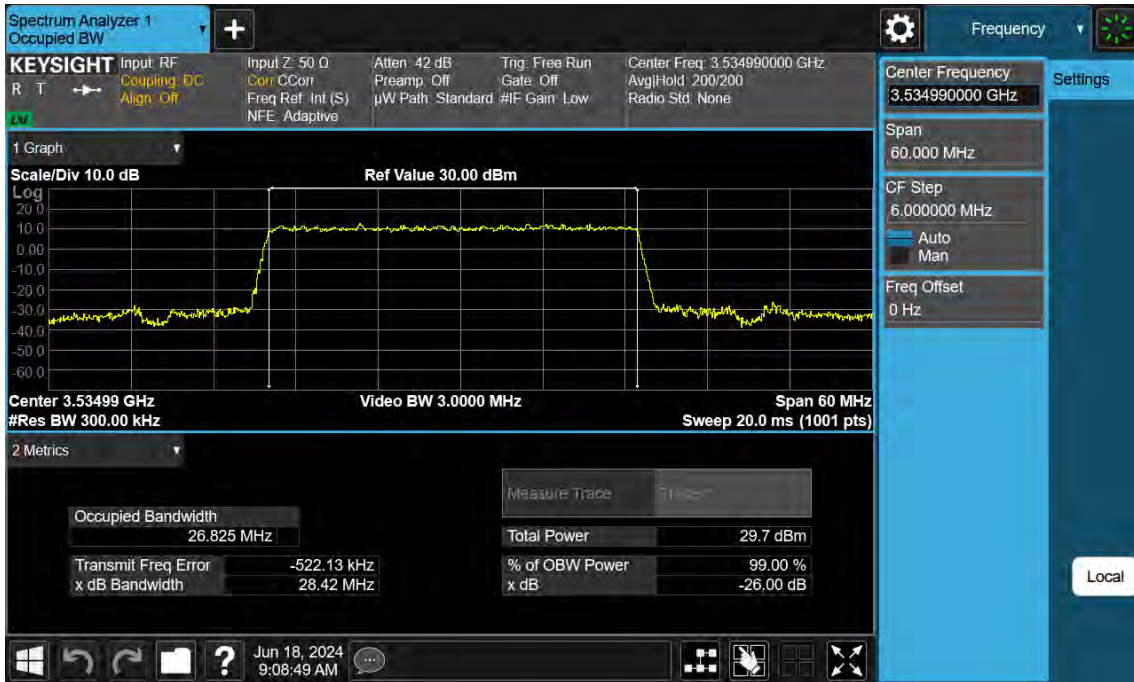 Spectrum Analyzer 1
Occupied BW
+
Frequency
KEYSIGHT
R T
Input: RF
Coupling: DC
Align: Off
Input Z: 50 Ω
Corr CCorr
Freq Ref: Int (S)
NFE: Adaptive
Atten: 42 dB
Preamp: Off
µW Path: Standard
Trig: Free Run
Gate: Off
#IF Gain: Low
Center Freq: 3.534990000 GHz
Avg|Hold: 200/200
Radio Std: None
1 Graph
Scale/Div 10.0 dB
Ref Value 30.00 dBm
Log
20.0
10.0
0.00
-10.0
-20.0
-30.0
-40.0
-50.0
-60.0
Center 3.53499 GHz
Video BW 3.0000 MHz
Span 60 MHz
#Res BW 300.00 kHz
Sweep 20.0 ms (1001 pts)
2 Metrics
Measure Trace
Occupied Bandwidth
26.825 MHz
Total Power 29.7 dBm
Transmit Freq Error -522.13 kHz
% of OBW Power 99.00 %
x dB Bandwidth 28.42 MHz
x dB -26.00 dB
Center Frequency
3.534990000 GHz
Settings
Span
60.000 MHz
CF Step
6.000000 MHz
Auto
Man
Freq Offset
0 Hz
Local
?
Jun 18, 2024
9:08:49 AM